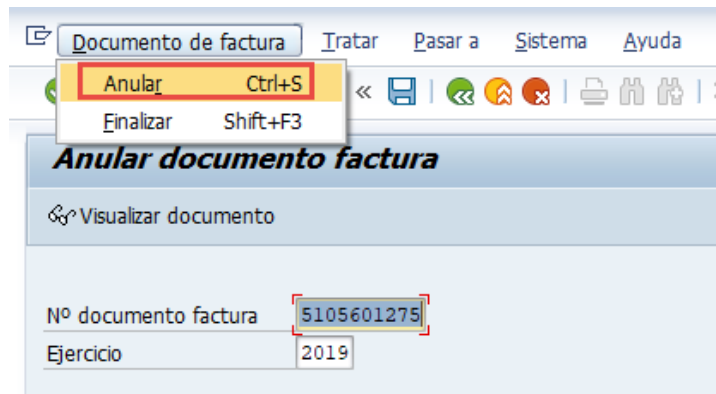 Documento de factura Tratar Pasar a Sistema Ayuda
Anular Ctrl+S
Finalizar Shift+F3
Anular documento factura
Visualizar documento
Nº documento factura 5105601275
Ejercicio 2019